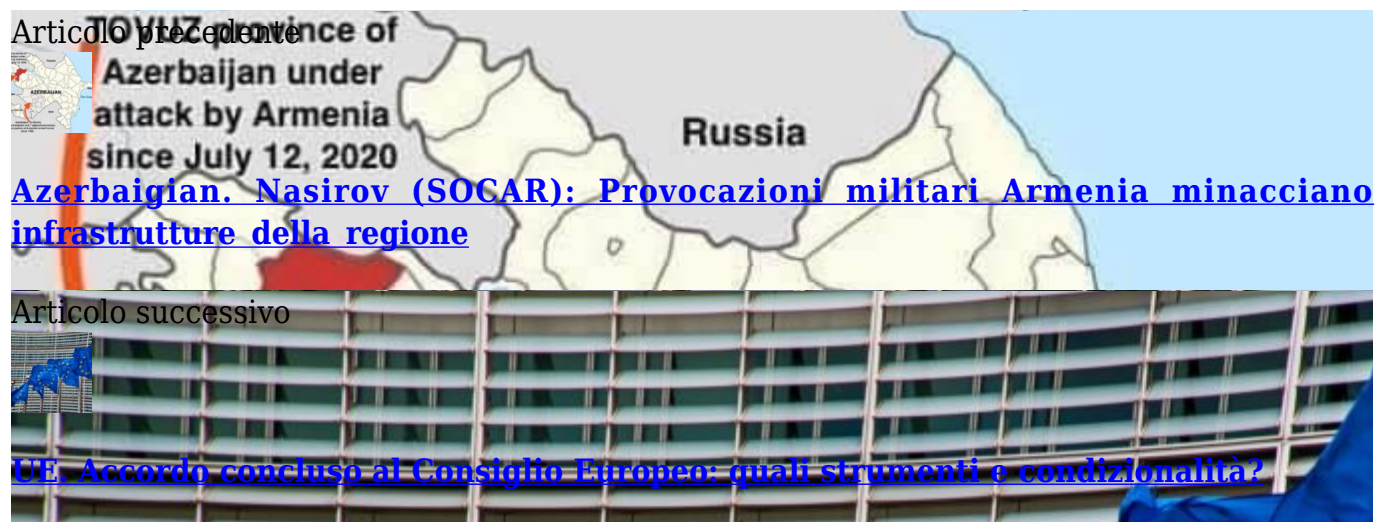 Articolo precedente
TOVUZ province of
Azerbaijan under
attack by Armenia
since July 12, 2020
Russia
AZERBAIJAN
Azerbaigian. Nasirov (SOCAR): Provocazioni militari Armenia minacciano
infrastrutture della regione
Articolo successivo
UE. Accordo concluso al Consiglio Europeo: quali strumenti e condizionalità?